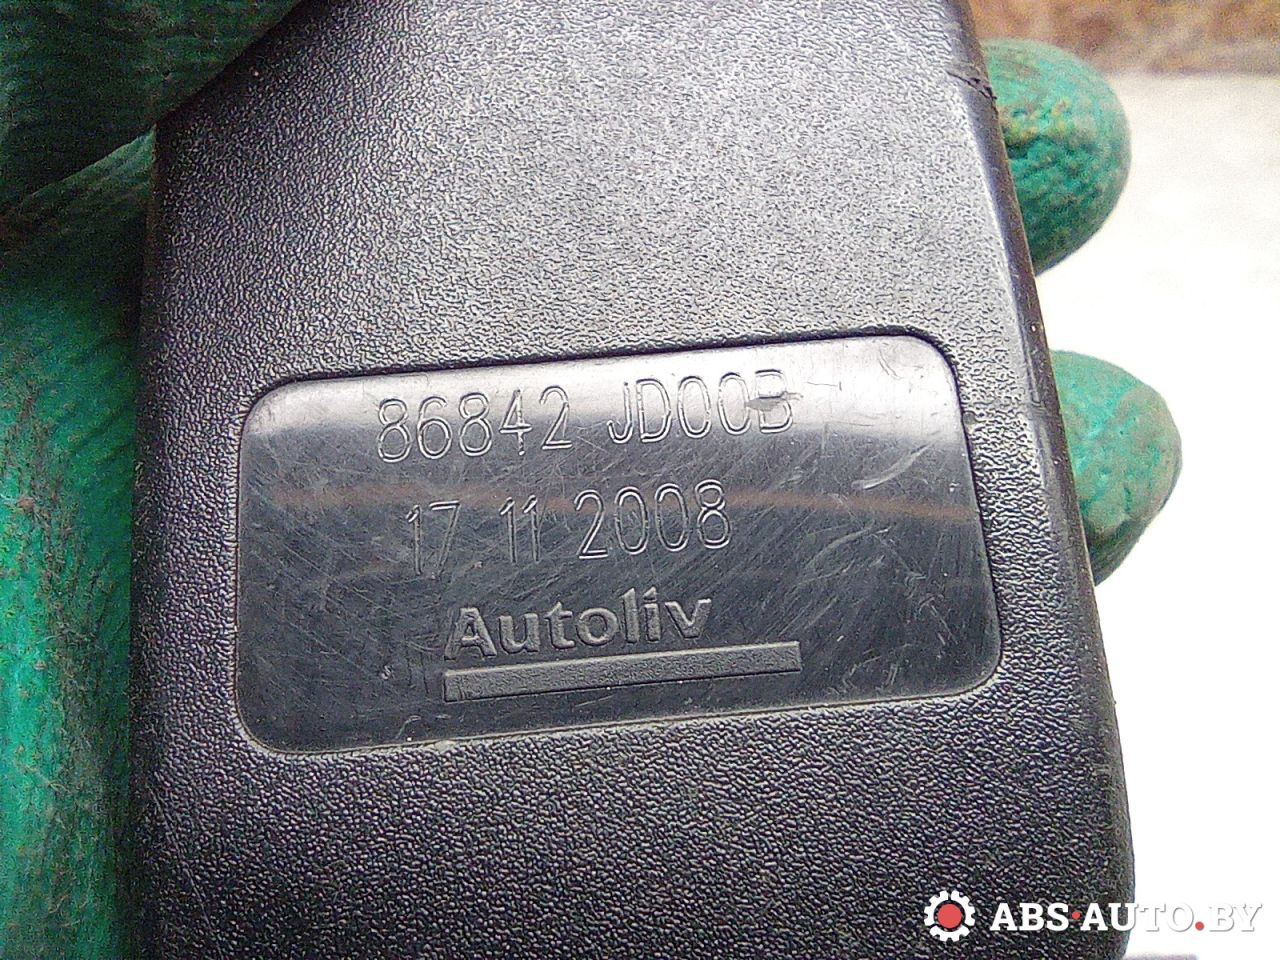 86842 JD00B
17 11 2008
Autoliv
ABS-AUTO.BY